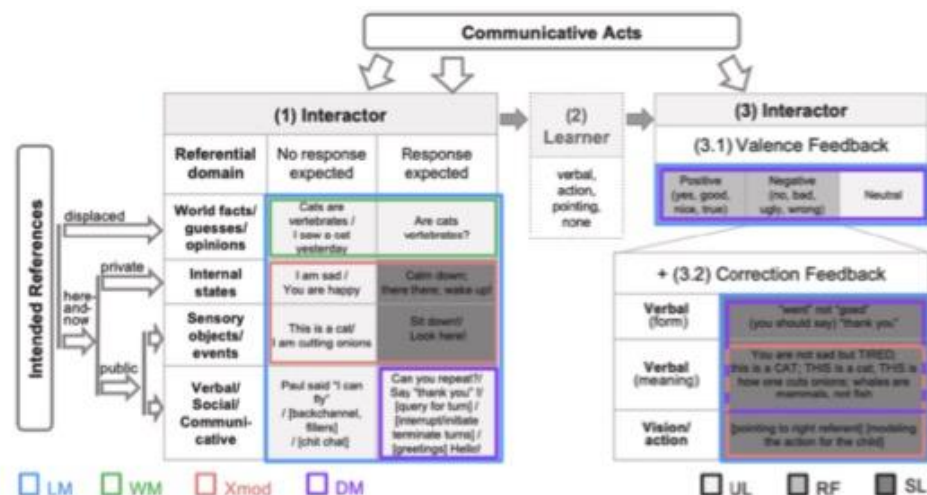 Communicative Acts
(1) Interactor
(2)
Learner
(3) Interactor
Referential
domain
No response
expected
Response
expected
verbal,
action,
pointing,
none
(3.1) Valence Feedback
Positive
(yes, good,
nice, true)
Negative
(no, bad,
ugly, wrong)
Neutral
Intended References
displaced
here-
and-
now
private
public
World facts/
guesses/
opinions
Cats are
vertebrates /
I saw a cat
yesterday
Are cats
vertebrates?
Internal
states
I am sad /
You are happy
Calm down;
there there; wake up!
Sensory
objects/
events
This is a cat/
I am cutting onions
Sit down!/
Look here!
Verbal/
Social/
Communi-
cative
Paul said "I can
fly"
/ [backchannel,
fillers]
/ [chit chat]
Can you repeat?/
Say "thank you" !/
[query for turn] /
[interrupt/initiate
terminate turns] /
[greetings] Hello!
+ (3.2) Correction Feedback
Verbal
(form)
"went" not "goed"
(you should say) "thank you"
Verbal
(meaning)
You are not sad but TIRED;
this is a CAT; THIS is a cat; THIS
is how one cuts onions; whales are
mammals, not fish
Vision/
action
[pointing to right referent] [modeling
the action for the child]
LM WM Xmod DM
UL RF SL